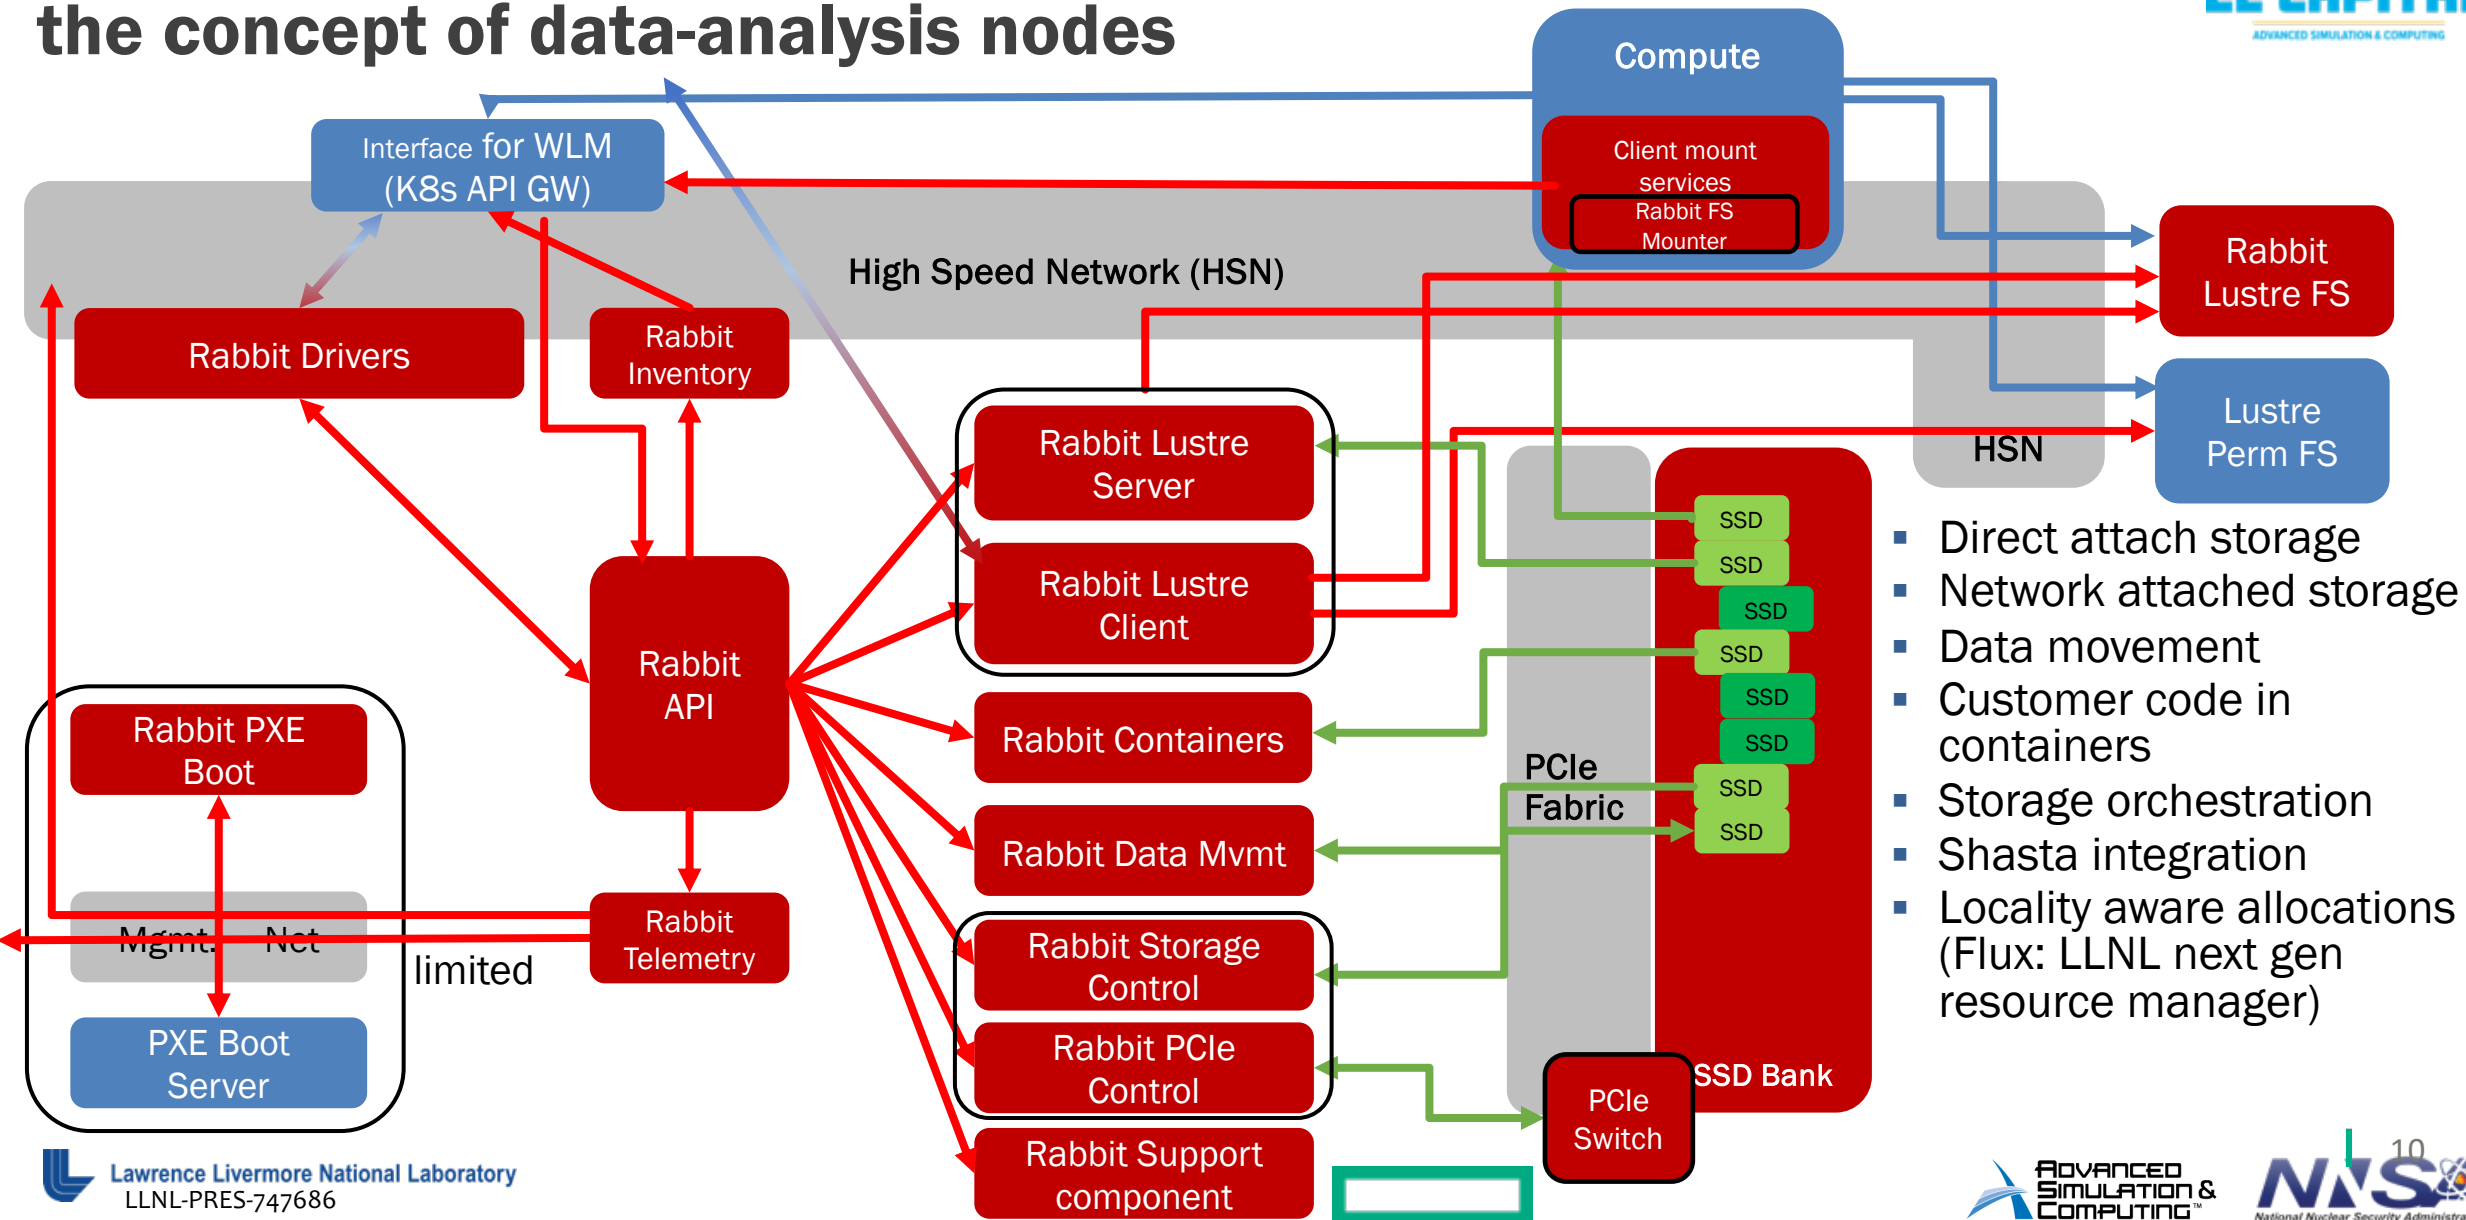 the concept of data-analysis nodes
ADVANCED SIMULATION & COMPUTING
Compute
Client mount
services
Rabbit FS
Mounter
Interface for WLM
(K8s API GW)
High Speed Network (HSN)
Rabbit
Lustre FS
Rabbit Drivers
Rabbit
Inventory
Lustre
Perm FS
HSN
Rabbit Lustre
Server
Rabbit Lustre
Client
Rabbit
API
Rabbit Containers
Rabbit Data Mvmt
Rabbit Storage
Control
Rabbit PCIe
Control
Rabbit Support
component
Rabbit
Telemetry
Rabbit PXE
Boot
Mgmt. Net
limited
PXE Boot
Server
PCIe
Fabric
SSD
SSD
SSD
SSD
SSD
SSD
SSD
SSD
SSD Bank
PCIe
Switch
▪ Direct attach storage
▪ Network attached storage
▪ Data movement
▪ Customer code in
containers
▪ Storage orchestration
▪ Shasta integration
▪ Locality aware allocations
(Flux: LLNL next gen
resource manager)
Lawrence Livermore National Laboratory
LLNL-PRES-747686
ADVANCED
SIMULATION &
COMPUTING™
10
National Nuclear Security